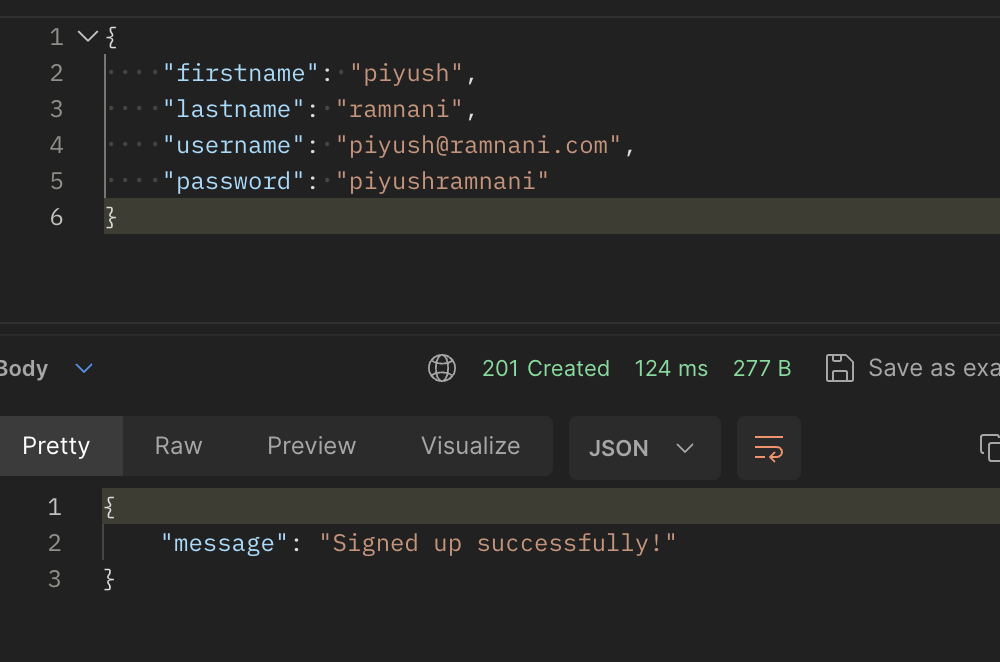 1 {
2 "firstname": "piyush",
3 "lastname": "ramnani",
4 "username": "piyush@ramnani.com",
5 "password": "piyushramnani"
6 }
Body 201 Created 124 ms 277 B Save as exa
Pretty Raw Preview Visualize JSON
1 {
2 "message": "Signed up successfully!"
3 }